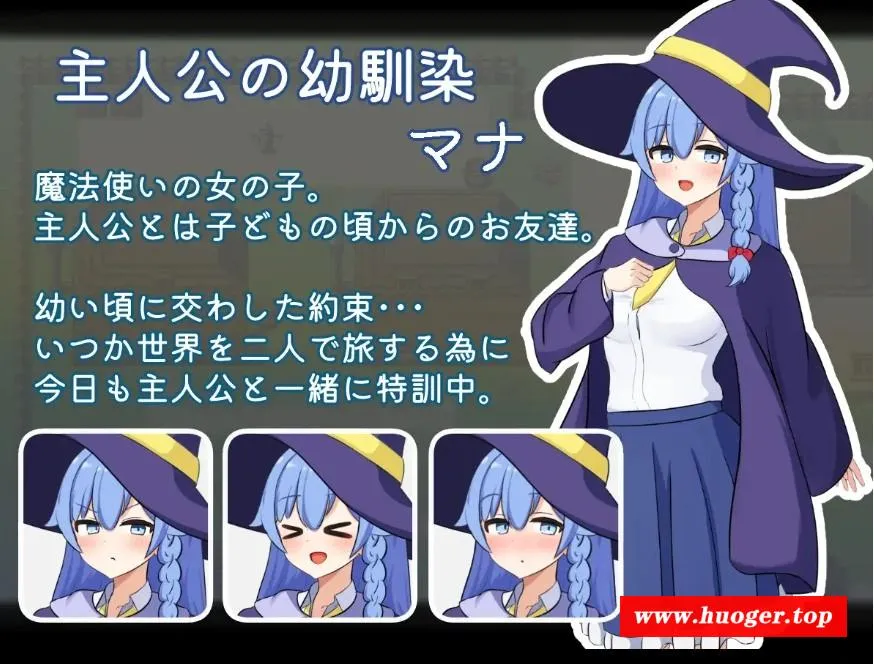 主人公の幼馴染
マナ
魔法使いの女の子。
主人公とは子どもの頃からのお友達。
幼い頃に交わした約束･･･
いつか世界を二人で旅する為に
今日も主人公と一緒に特訓中。
www.huoger.top